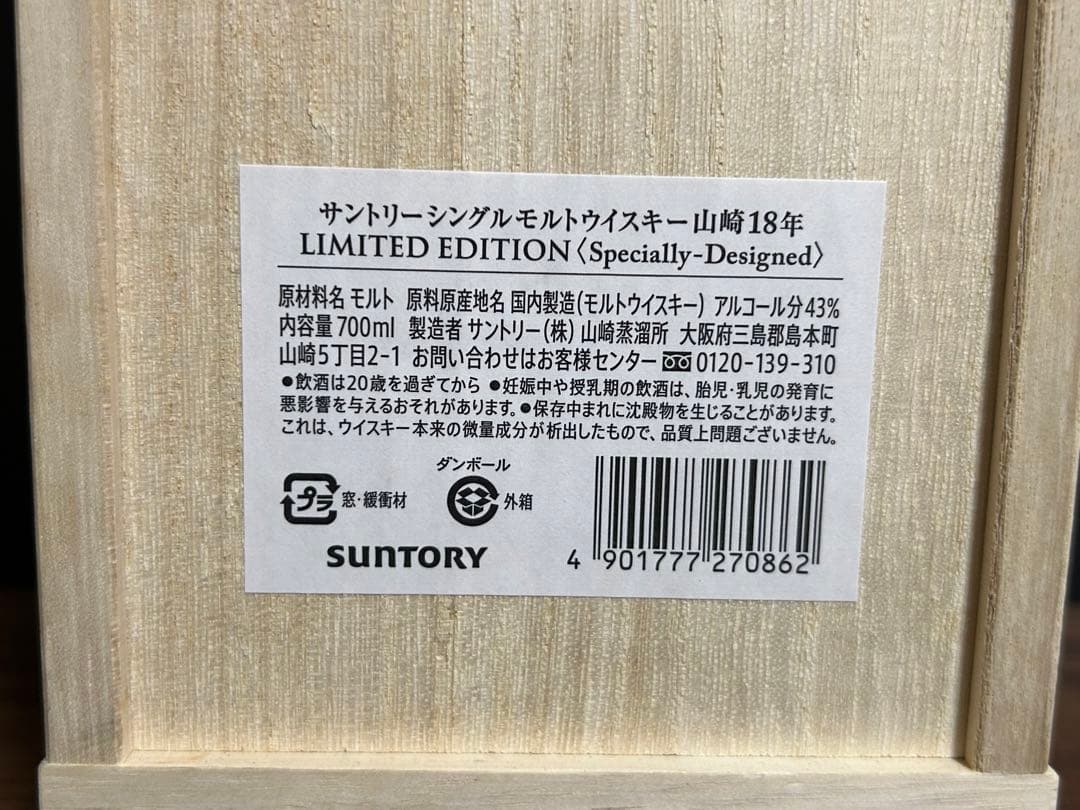 サントリーシングルモルトウイスキー山崎18年
LIMITED EDITION〈Specially-Designed〉
原材料名 モルト 原料原産地名 国内製造(モルトウイスキー) アルコール分43%
内容量700ml 製造者 サントリー(株) 山崎蒸溜所 大阪府三島郡島本町
山崎5丁目2-1 お問い合わせはお客様センター 0120-139-310
●飲酒は20歳を過ぎてから ●妊娠中や授乳期の飲酒は、胎児・乳児の発育に
悪影響を与えるおそれがあります。●保存中まれに沈殿物を生じることがあります。
これは、ウイスキー本来の微量成分が析出したもので、品質上問題ございません。
プラ 窓・緩衝材
ダンボール
外箱
SUNTORY
4 901777 270862